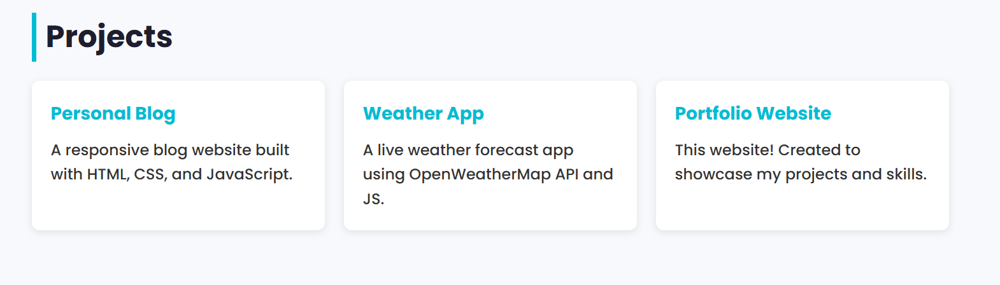 Projects
Personal Blog
A responsive blog website built
with HTML, CSS, and JavaScript.
Weather App
A live weather forecast app
using OpenWeatherMap API and
JS.
Portfolio Website
This website! Created to
showcase my projects and skills.